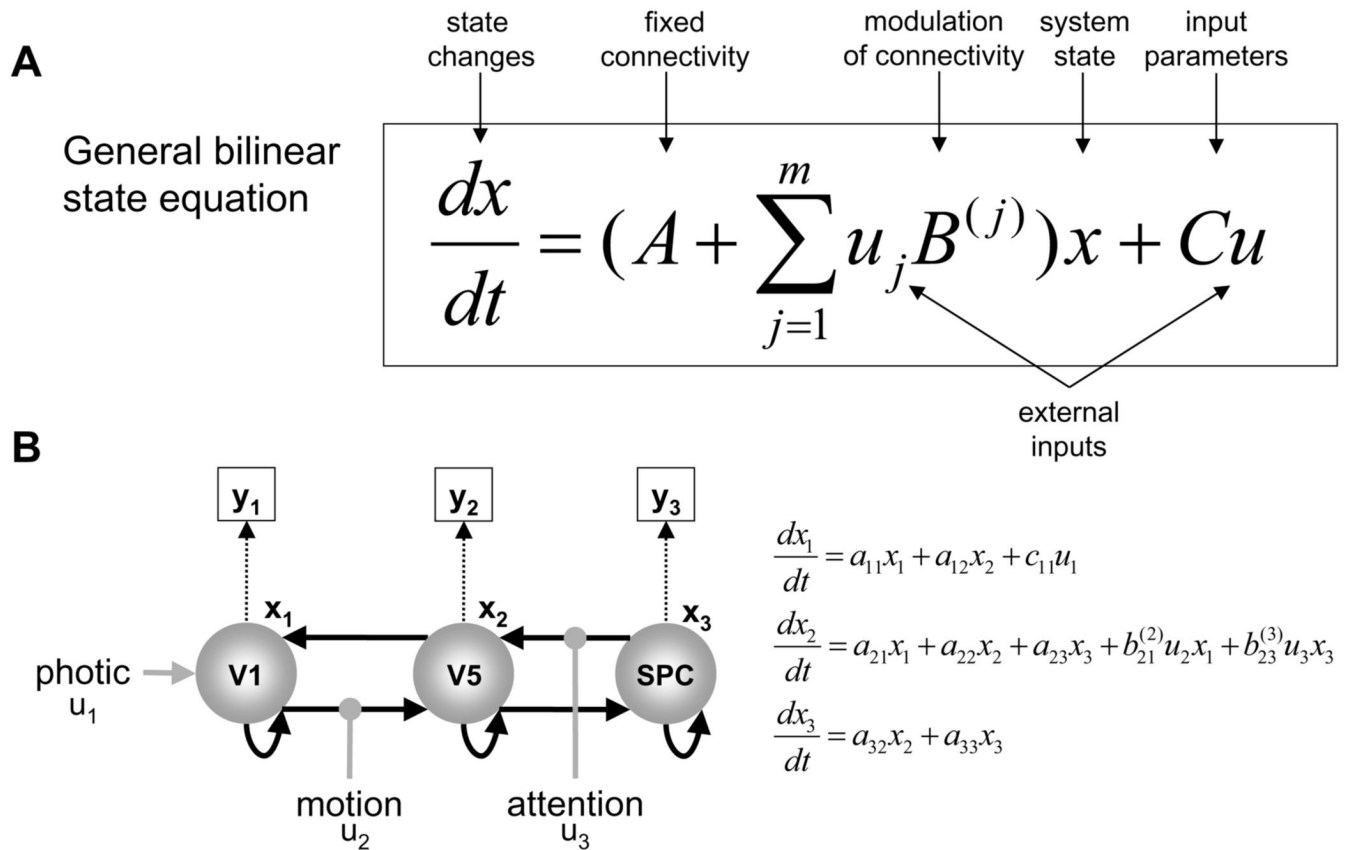 A
state changes
fixed connectivity
modulation of connectivity
system state
input parameters
General bilinear
state equation
dx/dt = (A + ∑_{j=1}^{m} u_j B^{(j)})x + Cu
external
inputs
B
y₁ y₂ y₃
x₁ x₂ x₃
V1 V5 SPC
photic
u₁
motion
u₂
attention
u₃
dx₁/dt = a₁₁x₁ + a₁₂x₂ + c₁₁u₁
dx₂/dt = a₂₁x₁ + a₂₂x₂ + a₂₃x₃ + b₂₁⁽²⁾u₂x₁ + b₂₃⁽³⁾u₃x₃
dx₃/dt = a₃₂x₂ + a₃₃x₃